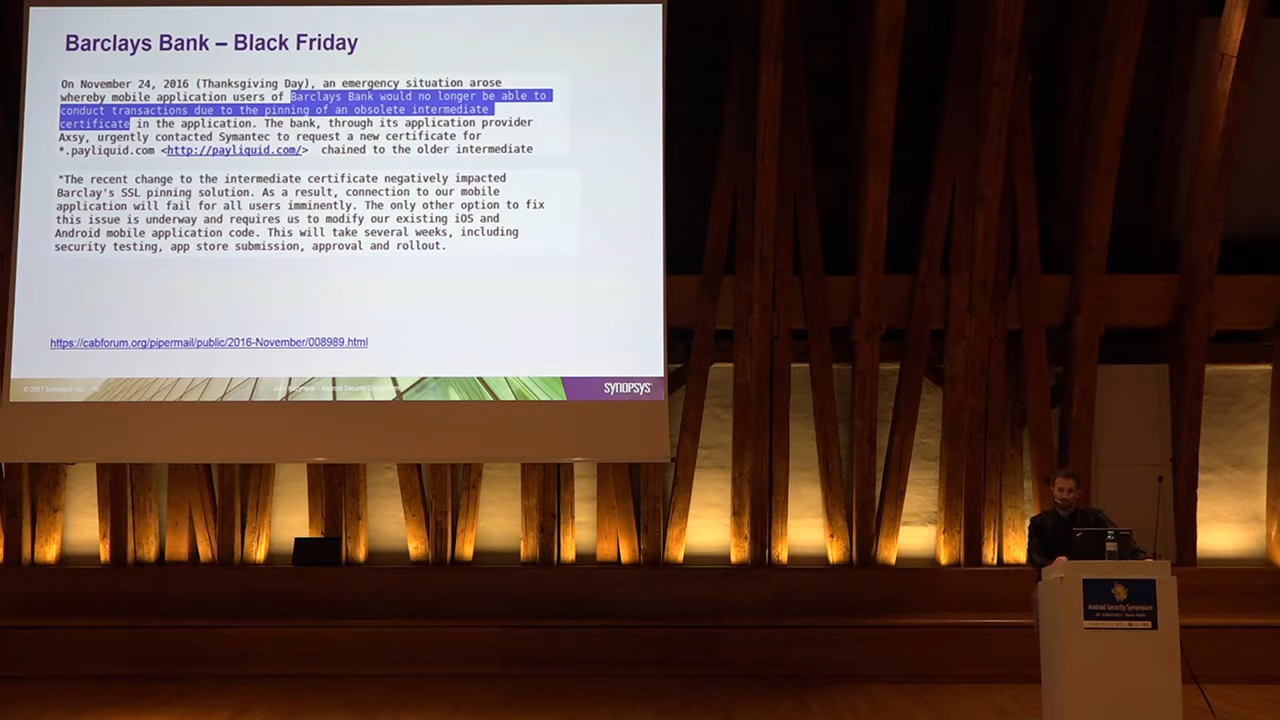 Barclays Bank – Black Friday
On November 24, 2016 (Thanksgiving Day), an emergency situation arose
whereby mobile application users of Barclays Bank would no longer be able to
conduct transactions due to the pinning of an obsolete intermediate
certificate in the application. The bank, through its application provider
Axsy, urgently contacted Symantec to request a new certificate for
*.payliquid.com <http://payliquid.com/> chained to the older intermediate
"The recent change to the intermediate certificate negatively impacted
Barclay's SSL pinning solution. As a result, connection to our mobile
application will fail for all users imminently. The only other option to fix
this issue is underway and requires us to modify our existing iOS and
Android mobile application code. This will take several weeks, including
security testing, app store submission, approval and rollout.
https://cabforum.org/pipermail/public/2016-November/008989.html
© 2017 Synopsys, Inc.
SYNOPSYS
Android Security Symposium